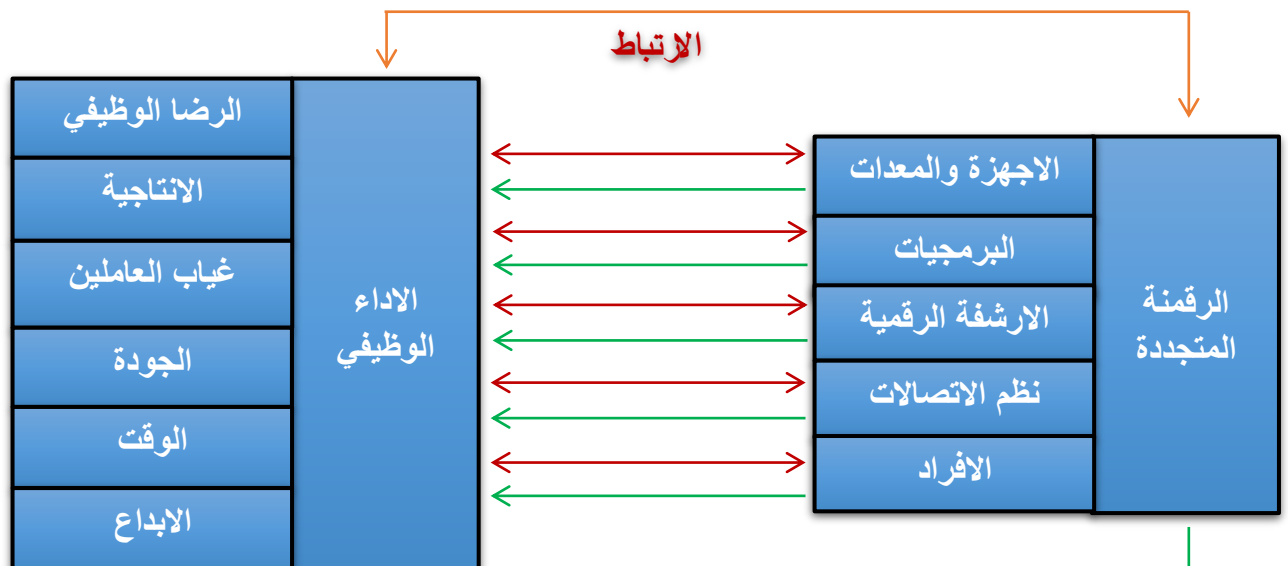 الارتباط
الرقمنة
المتجددة
الاجهزة والمعدات
البرمجيات
الارشفة الرقمية
نظم الاتصالات
الافراد
الاداء
الوظيفي
الرضا الوظيفي
الانتاجية
غياب العاملين
الجودة
الوقت
الابداع